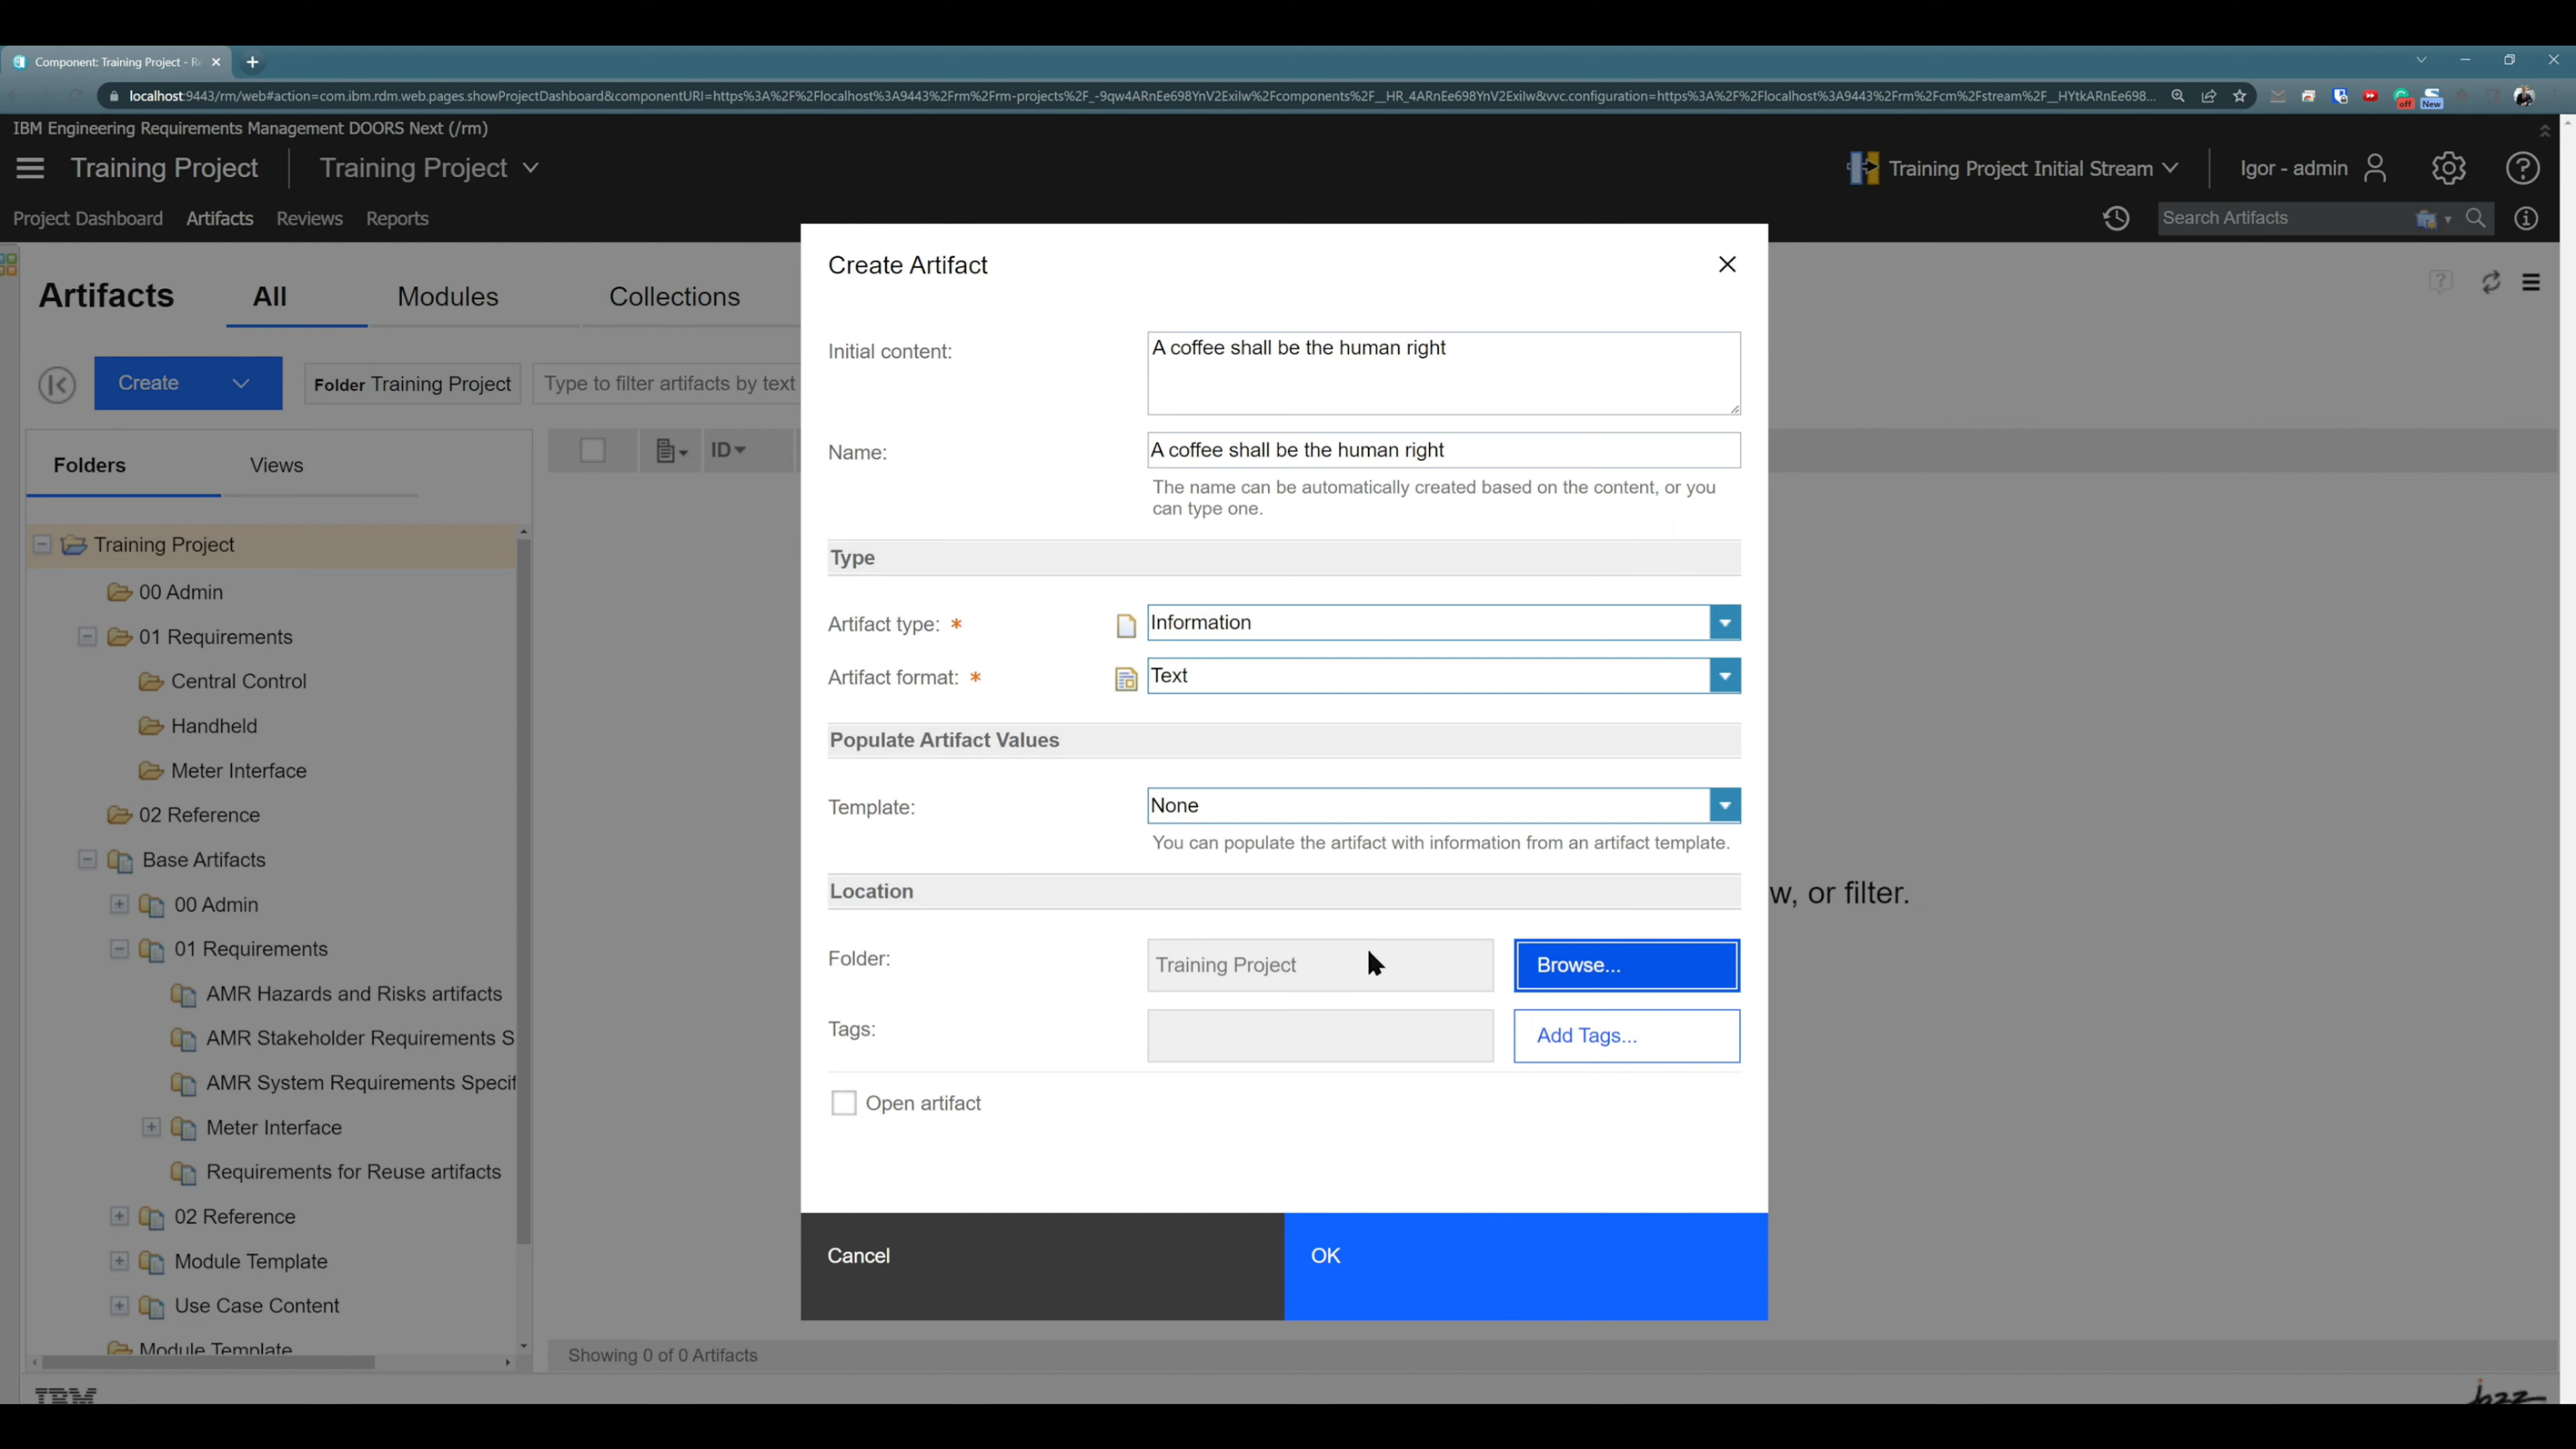 Component: Training Project - Re
localhost:9443/rm/web#action=com.ibm.rdm.web.pages.showProjectDashboard&componentURI=https%3A%2F%2Flocalhost%3A9443%2Frm%2Frm-projects%2F_-9qw4ARnEe698YnV2Exilw%2Fcomponents%2F__HR_4ARnEe698YnV2Exilw&vvc.configuration=https%3A%2F%2Flocalhost%3A9443%2Frm%2Fcm%2Fstream%2F__HYtkARnEe698...
off
New
IBM Engineering Requirements Management DOORS Next (/rm)
Training Project
Training Project
Training Project Initial Stream
Igor - admin
Project Dashboard
Artifacts
Reviews
Reports
Search Artifacts
Artifacts
All
Modules
Collections
Create
Folder Training Project
Type to filter artifacts by text
Folders
Views
ID
Training Project
00 Admin
01 Requirements
Central Control
Handheld
Meter Interface
02 Reference
Base Artifacts
00 Admin
01 Requirements
AMR Hazards and Risks artifacts
AMR Stakeholder Requirements S
AMR System Requirements Specif
Meter Interface
Requirements for Reuse artifacts
02 Reference
Module Template
Use Case Content
Module Template
w, or filter.
Showing 0 of 0 Artifacts
IBM
jazz
Create Artifact
Initial content:
A coffee shall be the human right
Name:
A coffee shall be the human right
The name can be automatically created based on the content, or you
can type one.
Type
Artifact type: *
Information
Artifact format: *
Text
Populate Artifact Values
Template:
None
You can populate the artifact with information from an artifact template.
Location
Folder:
Training Project
Browse...
Tags:
Add Tags...
Open artifact
Cancel
OK